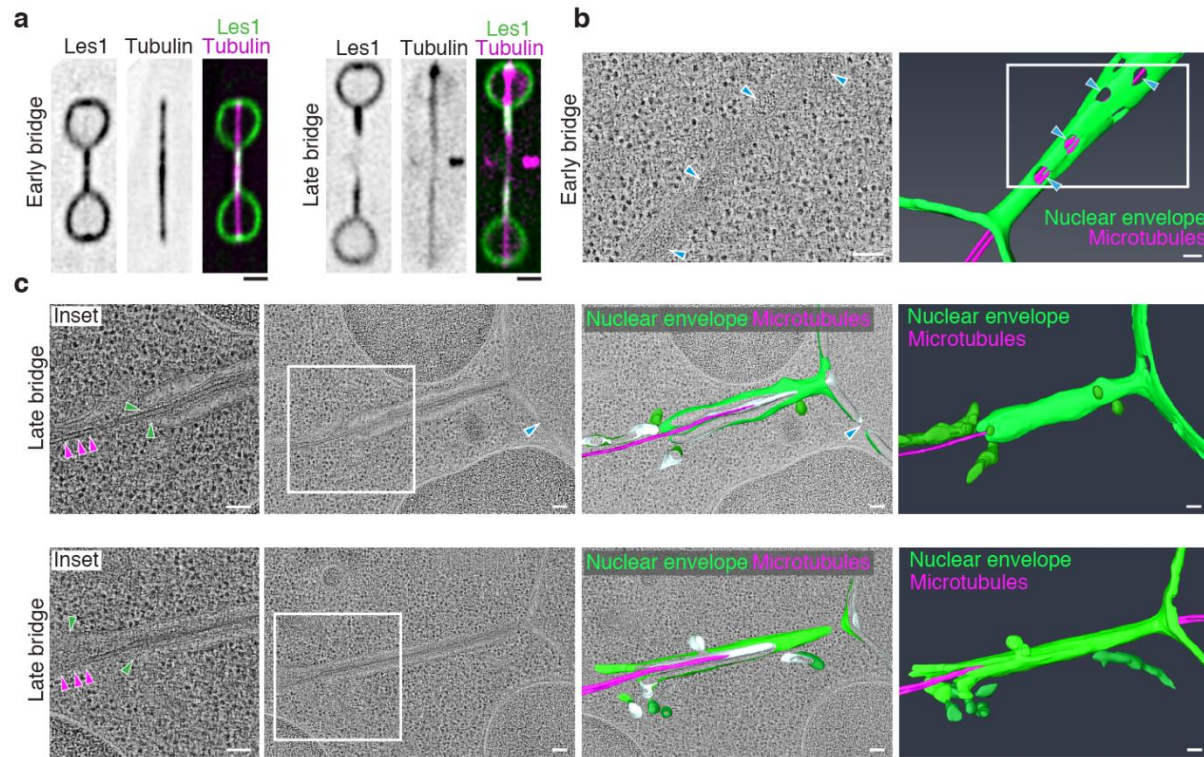 a
Les1
Tubulin
Les1
Tubulin
Early bridge
Les1
Tubulin
Les1
Tubulin
Late bridge
b
Early bridge
Nuclear envelope
Microtubules
c
Late bridge
Inset
Nuclear envelope Microtubules
Nuclear envelope
Microtubules
Late bridge
Inset
Nuclear envelope Microtubules
Nuclear envelope
Microtubules